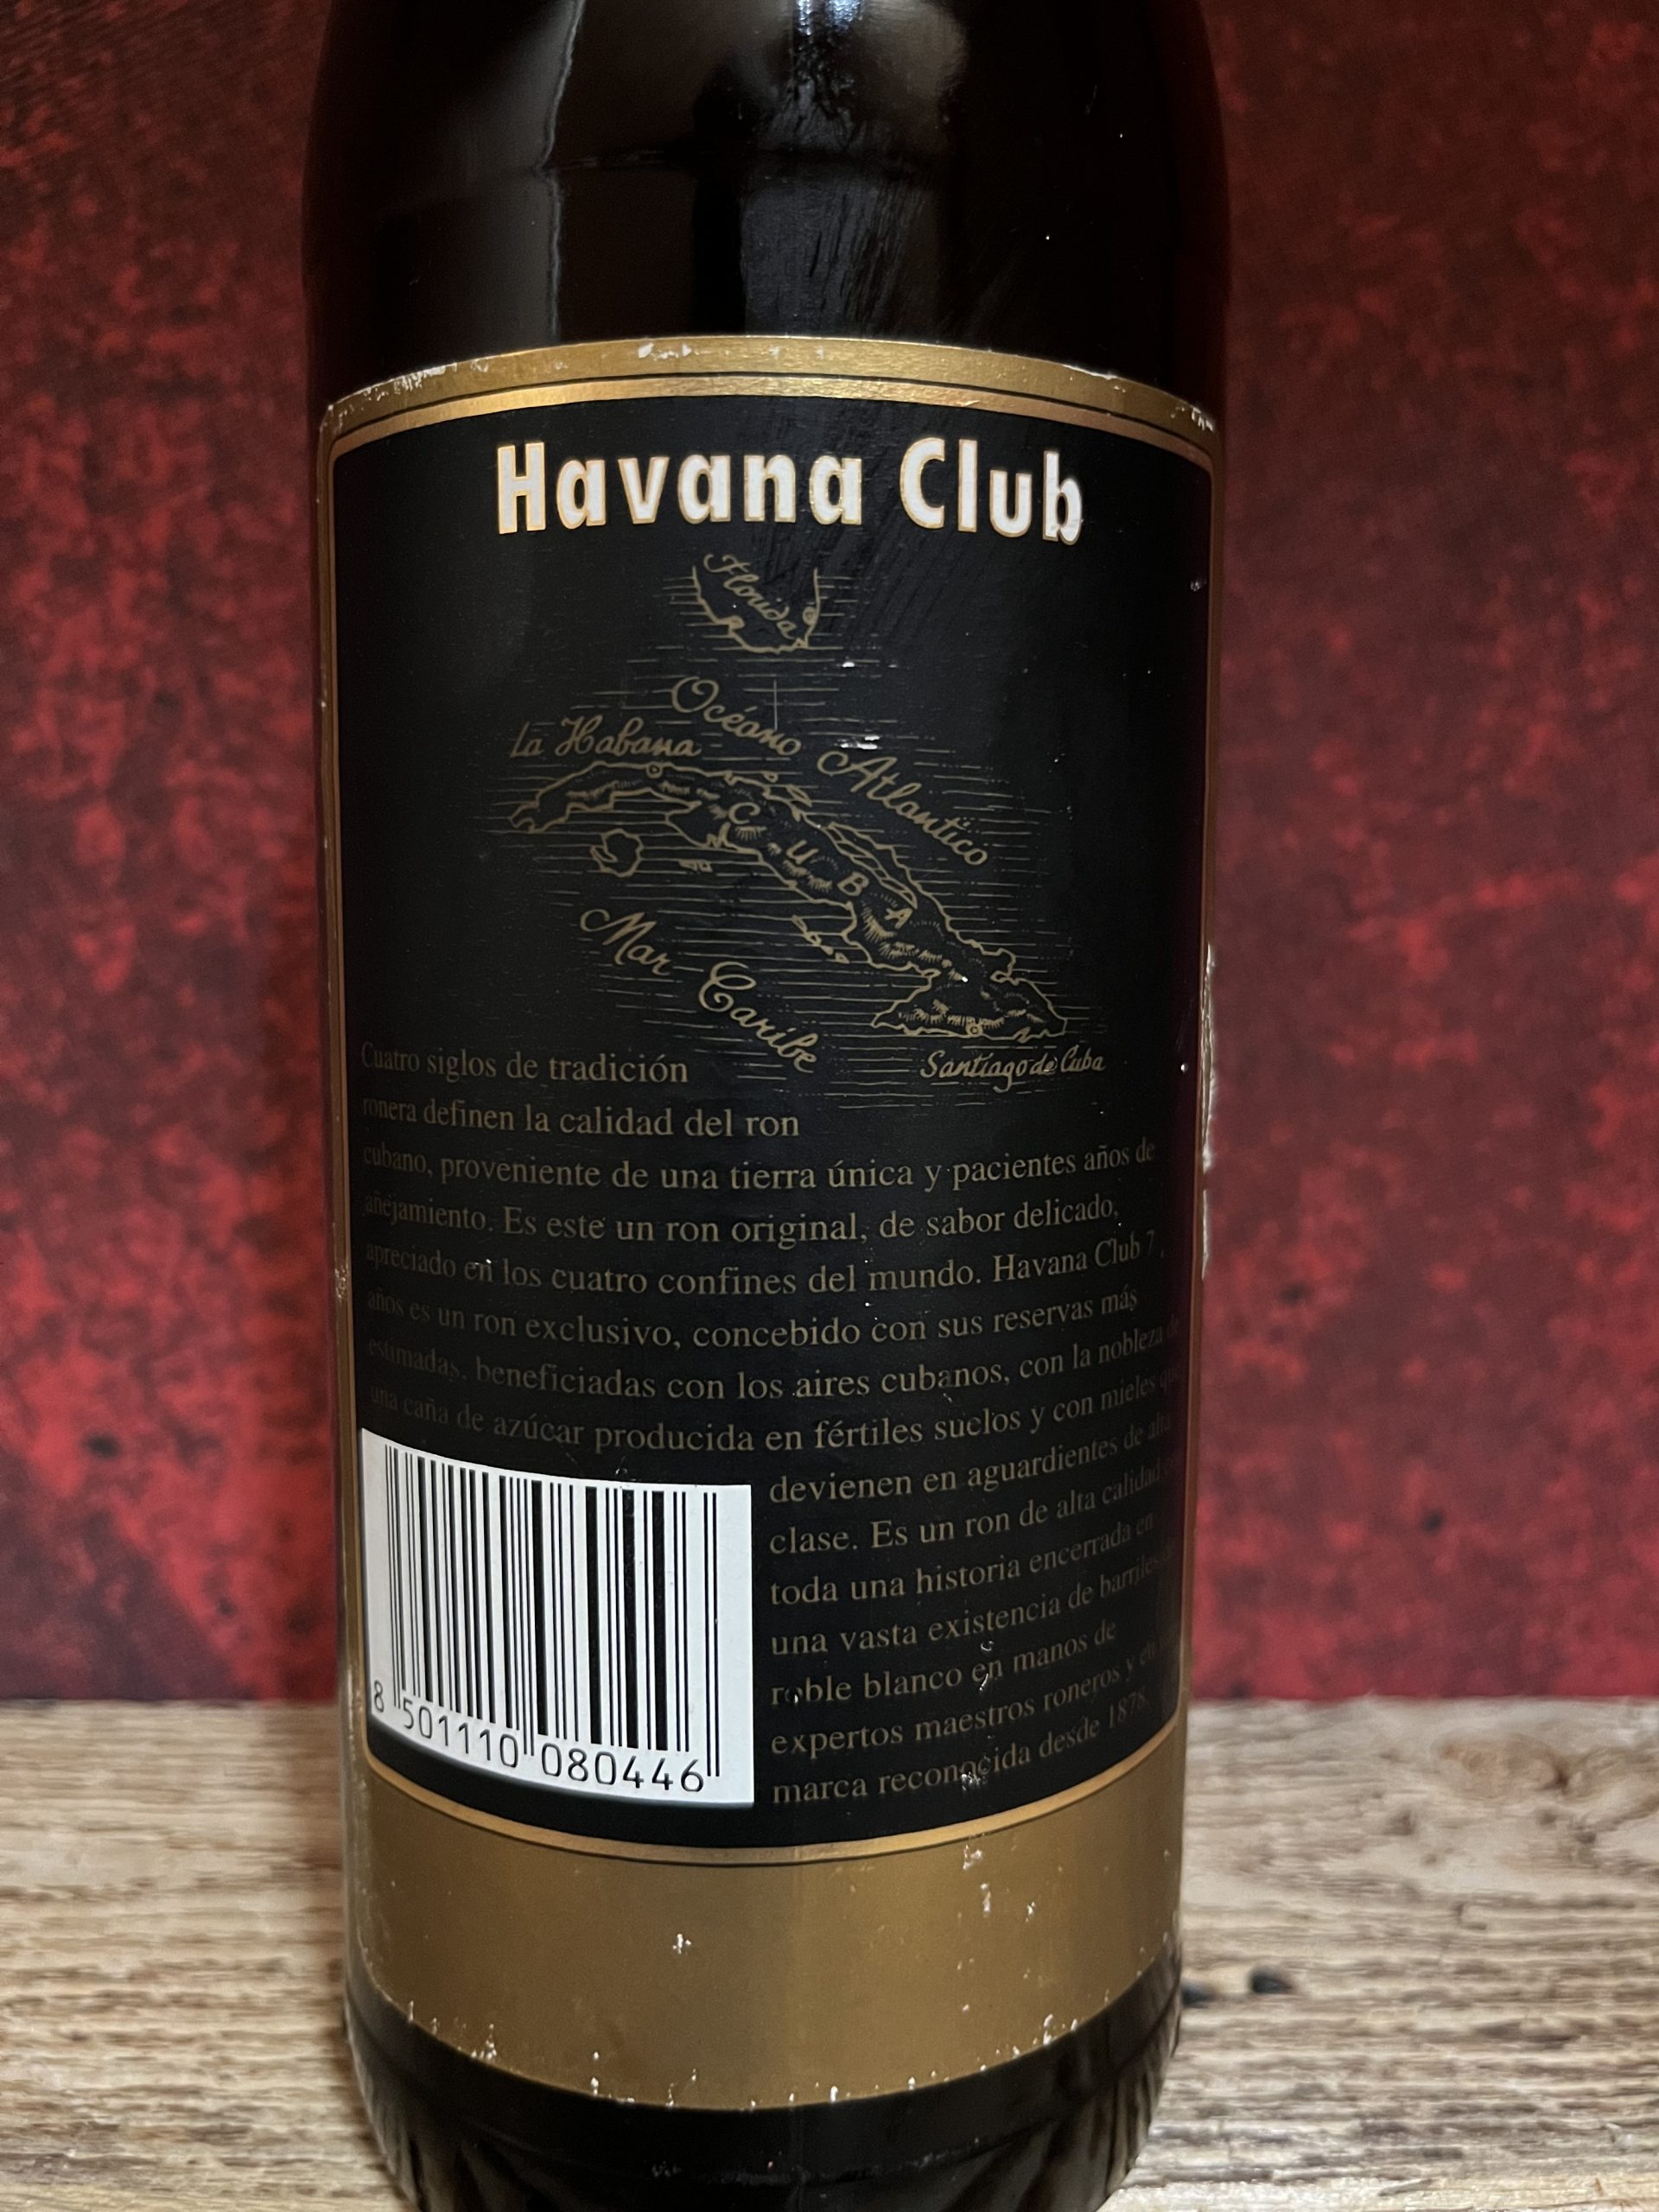 Havana Club
Florida
Océano Atlantico
La Habana
CUBA
Mar Caribe
Santiago de Cuba
Cuatro siglos de tradición
ronera definen la calidad del ron
cubano, proveniente de una tierra única y pacientes años de
añejamiento. Es este un ron original, de sabor delicado,
apreciado en los cuatro confines del mundo. Havana Club 7
años es un ron exclusivo, concebido con sus reservas más
estimadas, beneficiadas con los aires cubanos, con la nobleza de
una caña de azúcar producida en fértiles suelos y con mieles que
devienen en aguardientes de alta
clase. Es un ron de alta calidad
toda una historia encerrada en
una vasta existencia de barriles
roble blanco en manos de
expertos maestros roneros y
marca reconocida desde 1878.
8 501110 080446